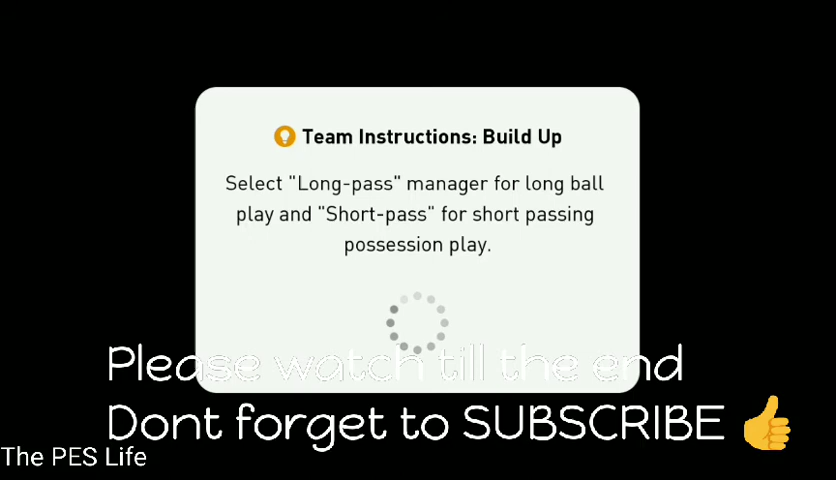 Team Instructions: Build Up
Select "Long-pass" manager for long ball
play and "Short-pass" for short passing
possession play.
Please watch till the end
Dont forget to SUBSCRIBE 👍
The PES Life